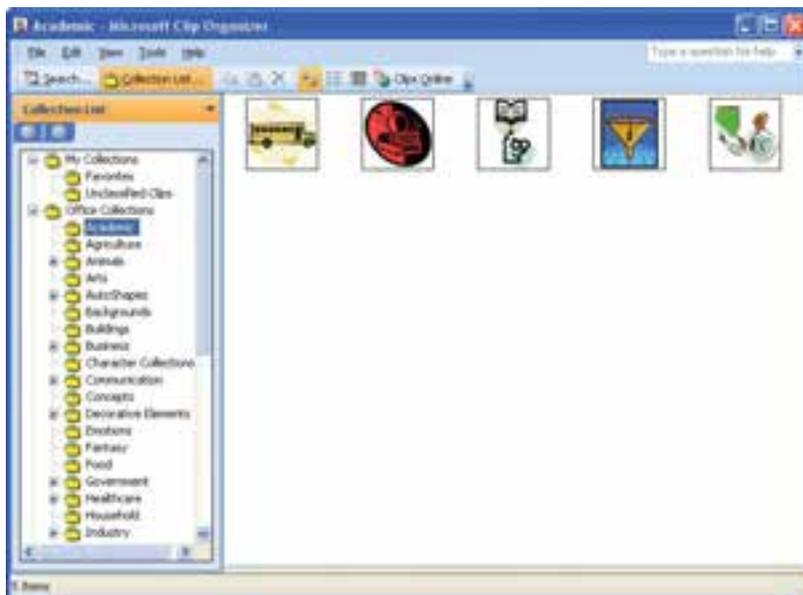 Academic - Microsoft Clip Organizer
File Edit View Tools Help
Type a question for help
Search... Collection List... Clips Online
Collection List
My Collections
Favorites
Unclassified Clips
Office Collections
Academic
Agriculture
Animals
Arts
AutoShapes
Backgrounds
Buildings
Business
Character Collections
Communication
Concepts
Decorative Elements
Emotions
Fantasy
Food
Government
Healthcare
Household
Industry
5 Items